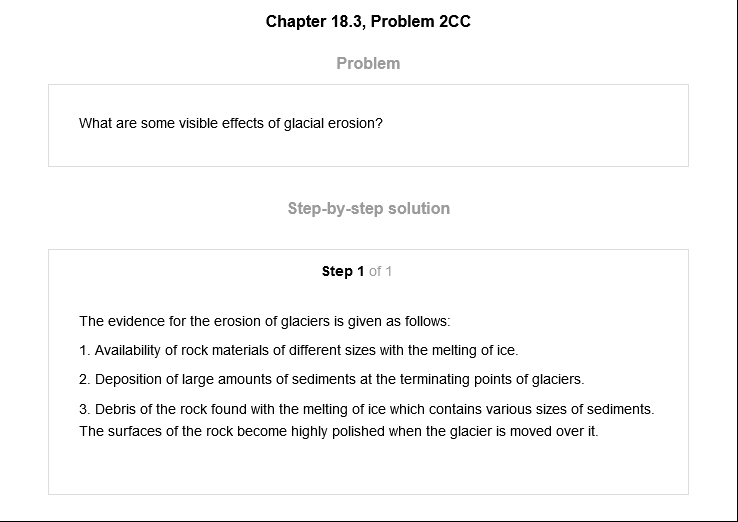 Chapter 18.3, Problem 2CC
Problem
What are some visible effects of glacial erosion?
Step-by-step solution
Step 1 of 1
The evidence for the erosion of glaciers is given as follows:
1. Availability of rock materials of different sizes with the melting of ice.
2. Deposition of large amounts of sediments at the terminating points of glaciers.
3. Debris of the rock found with the melting of ice which contains various sizes of sediments.
The surfaces of the rock become highly polished when the glacier is moved over it.